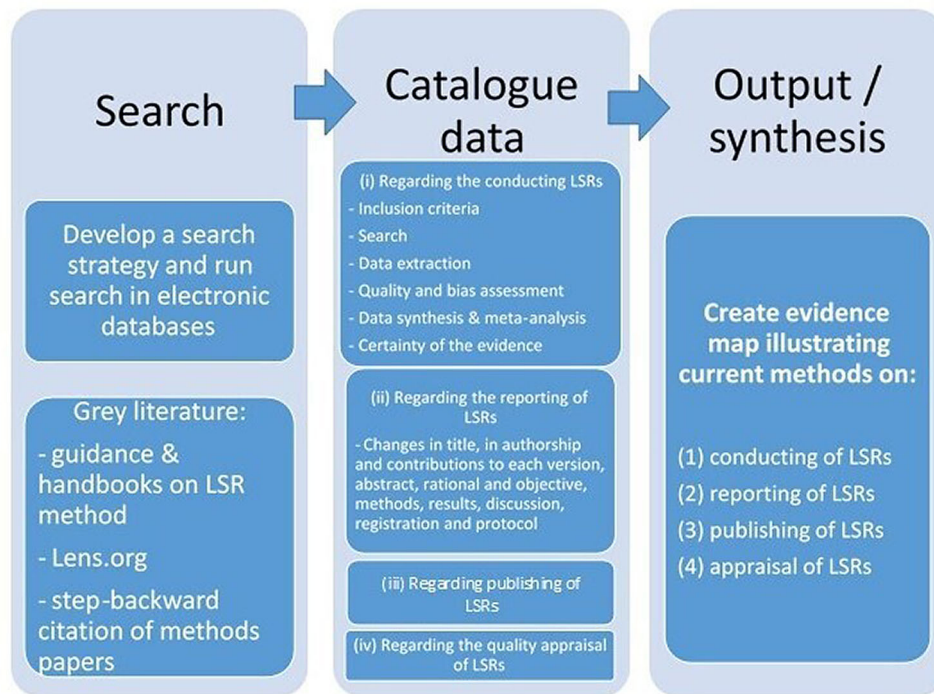 Search
Develop a search
strategy and run
search in electronic
databases
Grey literature:
- guidance &
handbooks on LSR
method
- Lens.org
- step-backward
citation of methods
papers
Catalogue
data
(i) Regarding the conducting LSRs
- Inclusion criteria
- Search
- Data extraction
- Quality and bias assessment
- Data synthesis & meta-analysis
- Certainty of the evidence
(ii) Regarding the reporting of
LSRs
- Changes in title, in authorship
and contributions to each version,
abstract, rational and objective,
methods, results, discussion,
registration and protocol
(iii) Regarding publishing of
LSRs
(iv) Regarding the quality appraisal
of LSRs
Output /
synthesis
Create evidence
map illustrating
current methods on:
(1) conducting of LSRs
(2) reporting of LSRs
(3) publishing of LSRs
(4) appraisal of LSRs